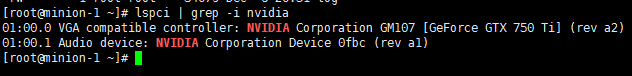 [root@minion-1 ~]# lspci | grep -i nvidia
01:00.0 VGA compatible controller: NVIDIA Corporation GM107 [GeForce GTX 750 Ti] (rev a2)
01:00.1 Audio device: NVIDIA Corporation Device 0fbc (rev a1)
[root@minion-1 ~]#